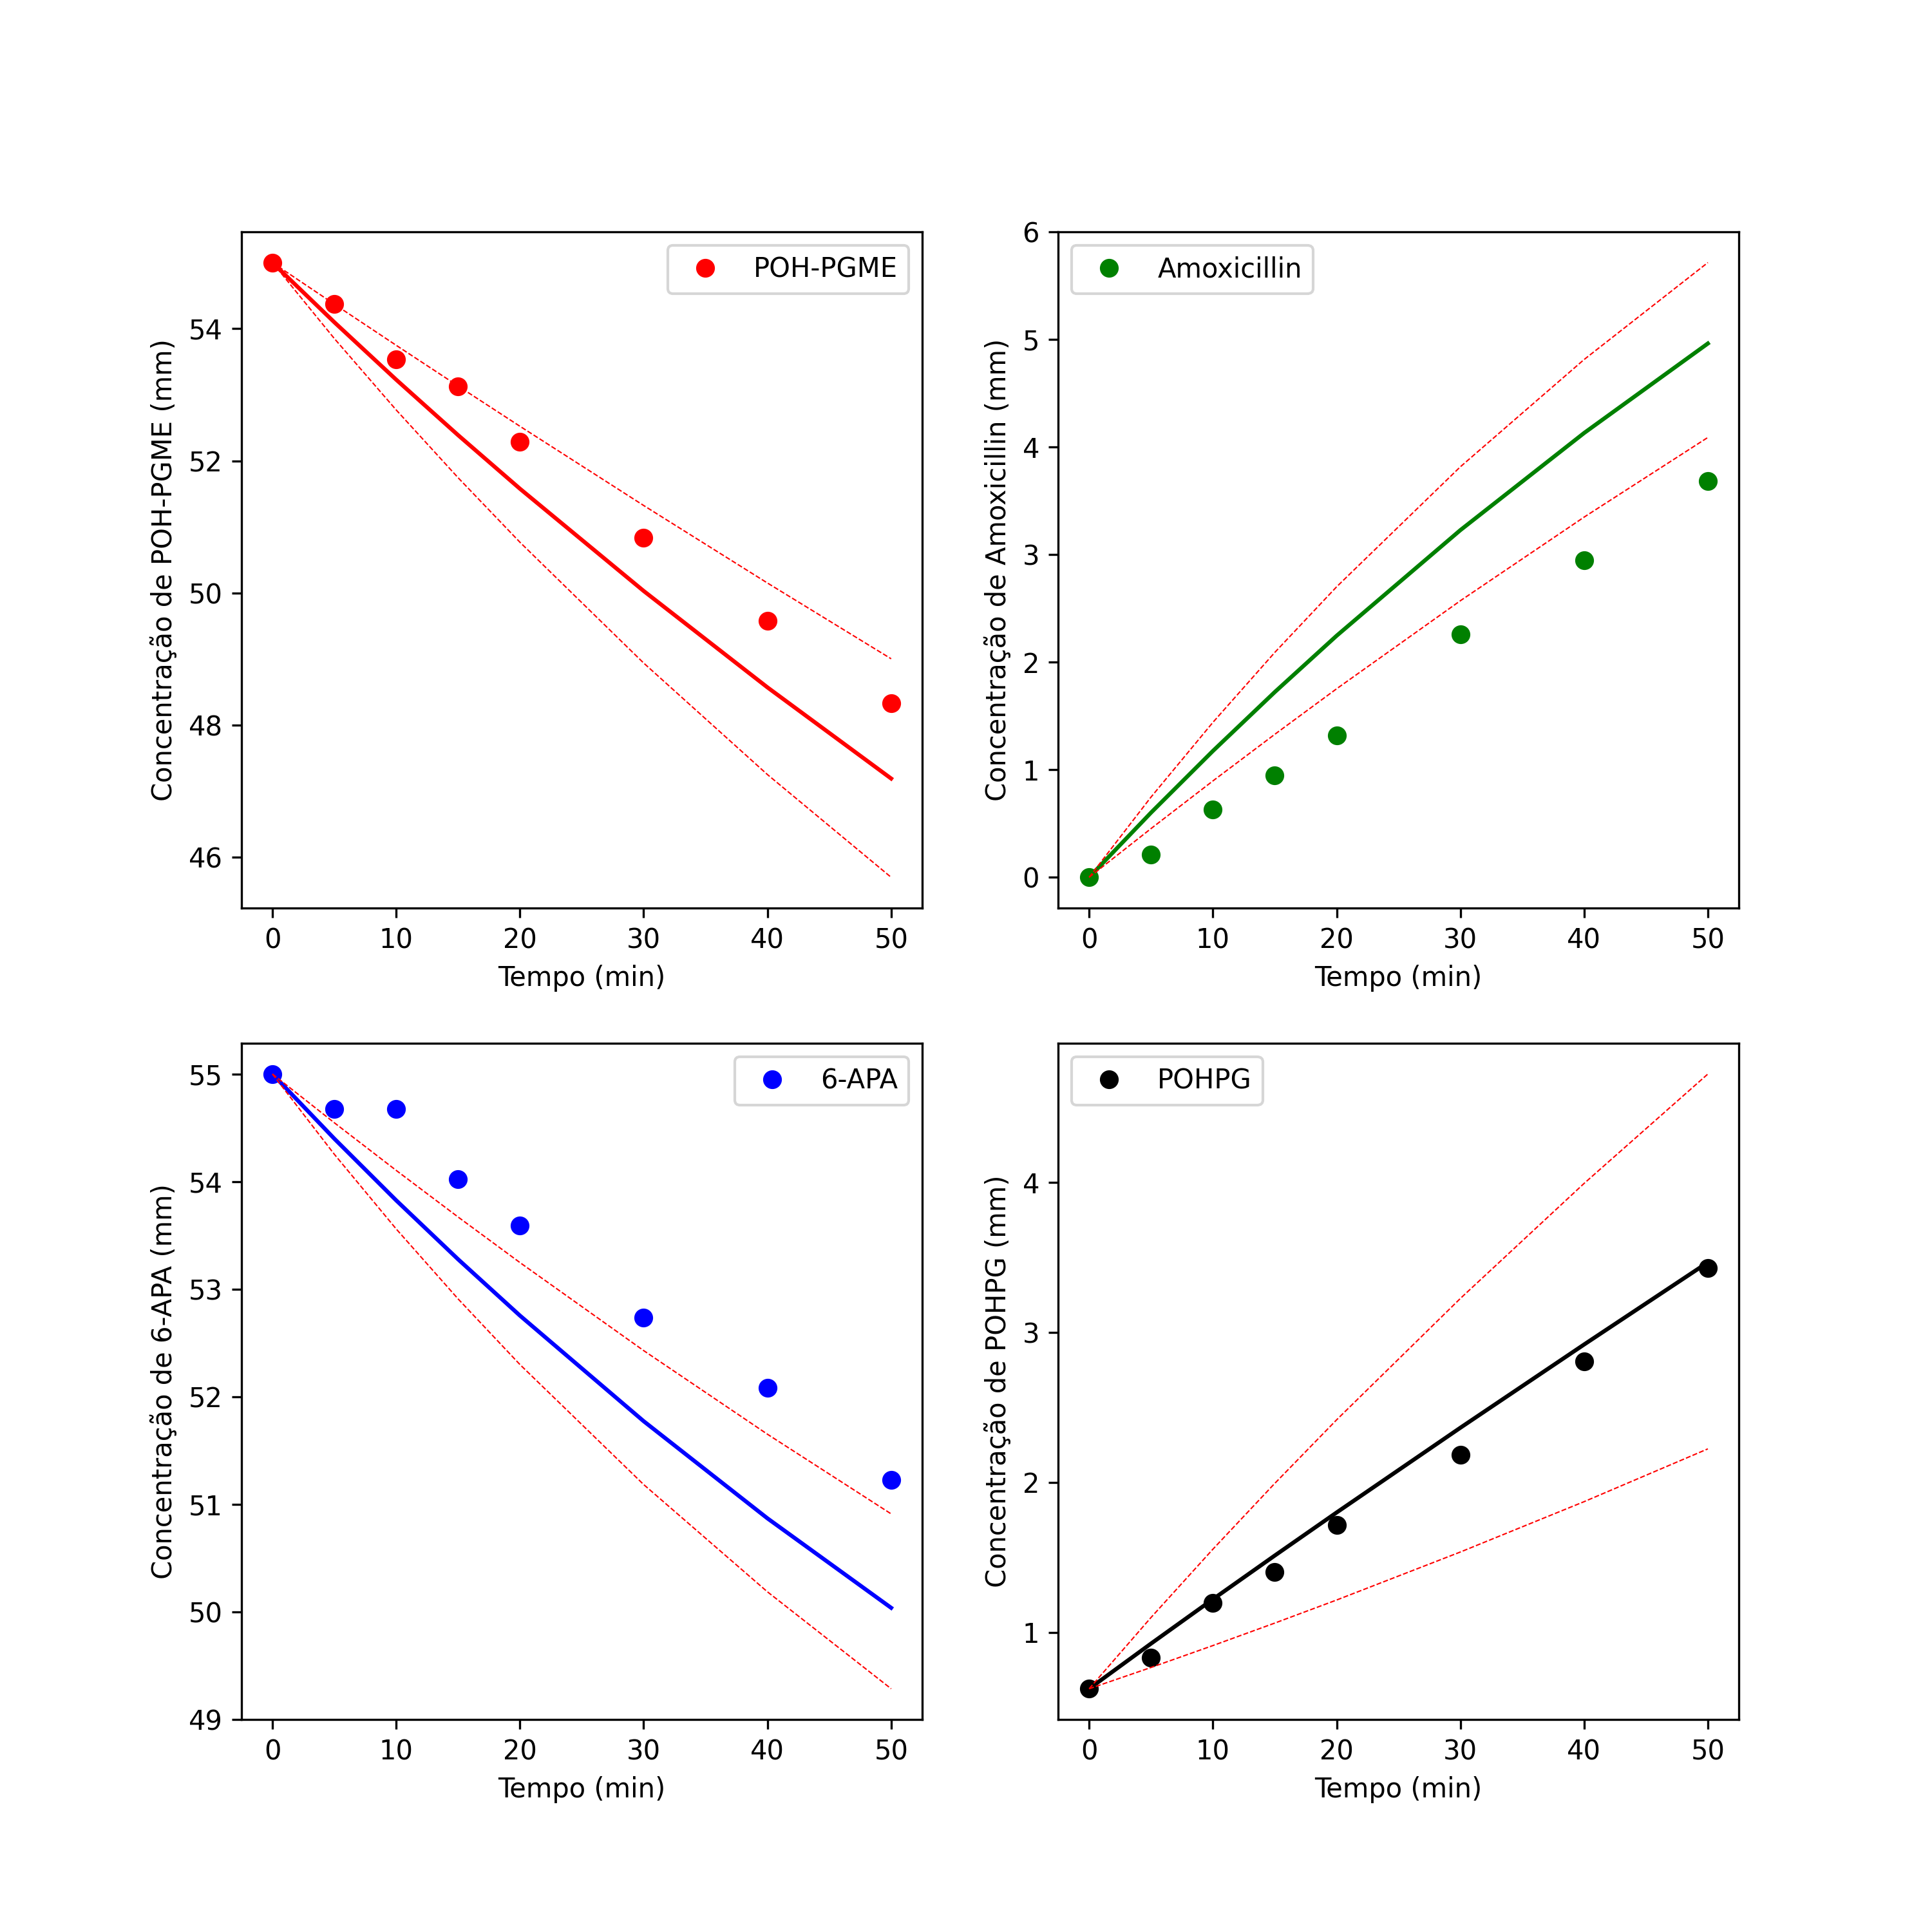 POH-PGME
Concentração de POH-PGME (mm)
54
52
50
48
46
0 10 20 30 40 50
Tempo (min)
Amoxicillin
Concentração de Amoxicillin (mm)
6
5
4
3
2
1
0
0 10 20 30 40 50
Tempo (min)
6-APA
Concentração de 6-APA (mm)
55
54
53
52
51
50
49
0 10 20 30 40 50
Tempo (min)
POHPG
Concentração de POHPG (mm)
4
3
2
1
0 10 20 30 40 50
Tempo (min)